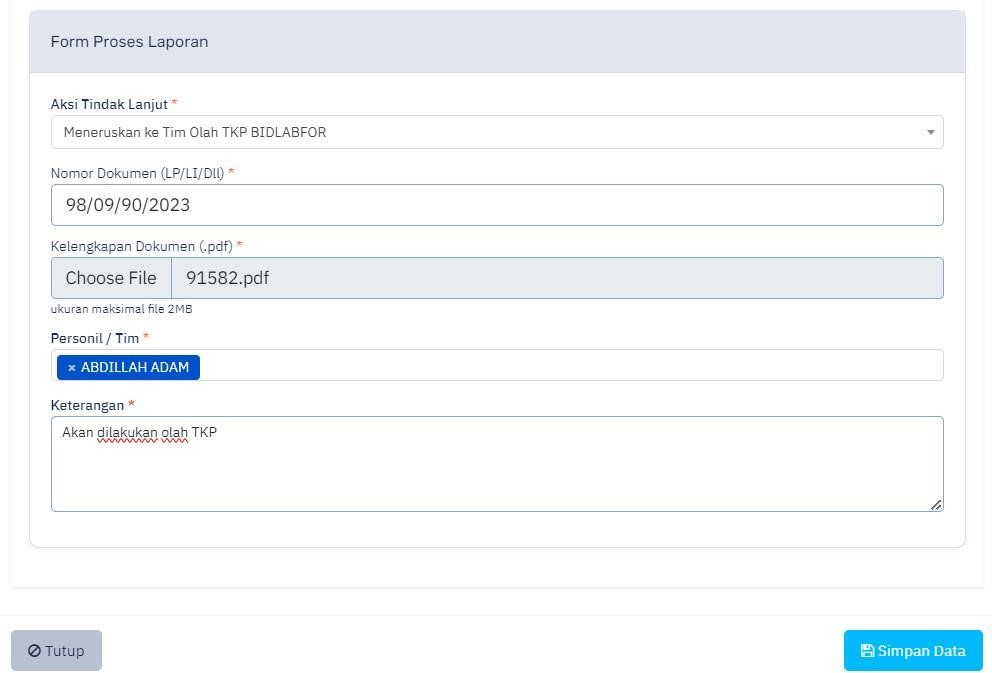 Form Proses Laporan
Aksi Tindak Lanjut *
Meneruskan ke Tim Olah TKP BIDLABFOR
Nomor Dokumen (LP/LI/Dll) *
98/09/90/2023
Kelengkapan Dokumen (.pdf) *
Choose File 91582.pdf
ukuran maksimal file 2MB
Personil / Tim *
× ABDILLAH ADAM
Keterangan *
Akan dilakukan olah TKP
Tutup Simpan Data